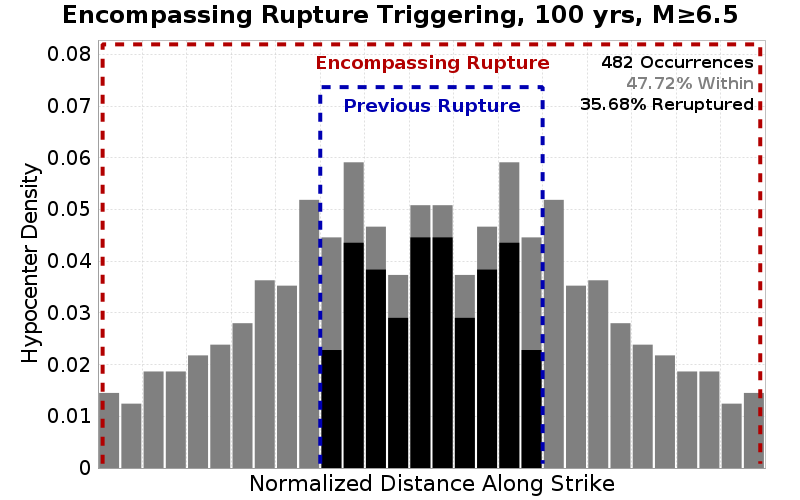 Encompassing Rupture Triggering, 100 yrs, M≥6.5
0.08
0.07
0.06
0.05
0.04
0.03
0.02
0.01
0
Hypocenter Density
Encompassing Rupture
Previous Rupture
482 Occurrences
47.72% Within
35.68% Reruptured
Normalized Distance Along Strike